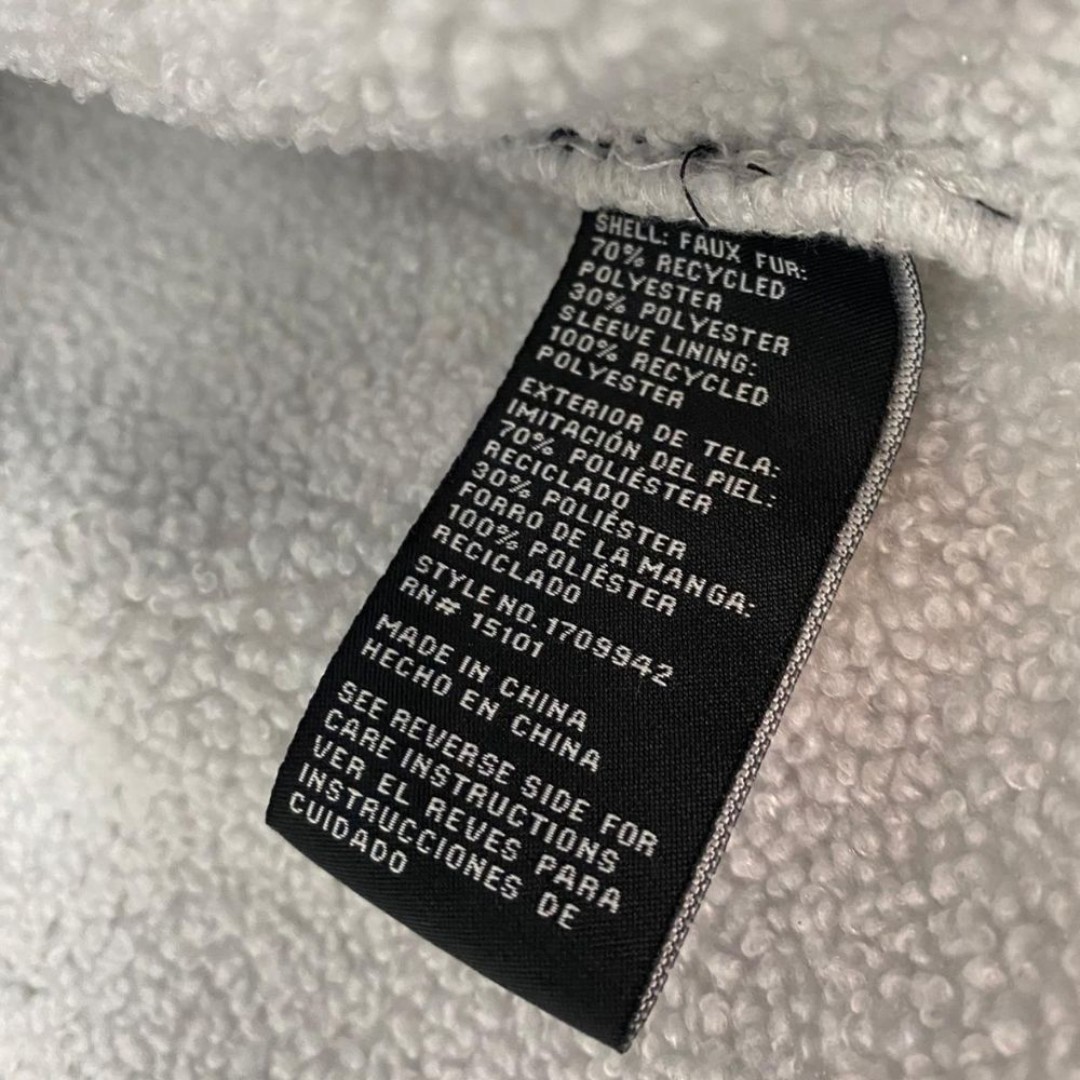 SHELL: FAUX FUR:
70% RECYCLED
POLYESTER
30% POLYESTER
SLEEVE LINING:
100% RECYCLED
POLYESTER
EXTERIOR DE TELA:
IMITACIÓN DEL PIEL:
70% POLIÉSTER
RECICLADO
30% POLIÉSTER
FORRO DE LA MANGA:
100% POLIÉSTER
RECICLADO
STYLE NO. 1709942
RN# 15101
MADE IN CHINA
HECHO EN CHINA
SEE REVERSE SIDE FOR
CARE INSTRUCTIONS
VER EL REVES PARA
INSTRUCCIONES DE
CUIDADO